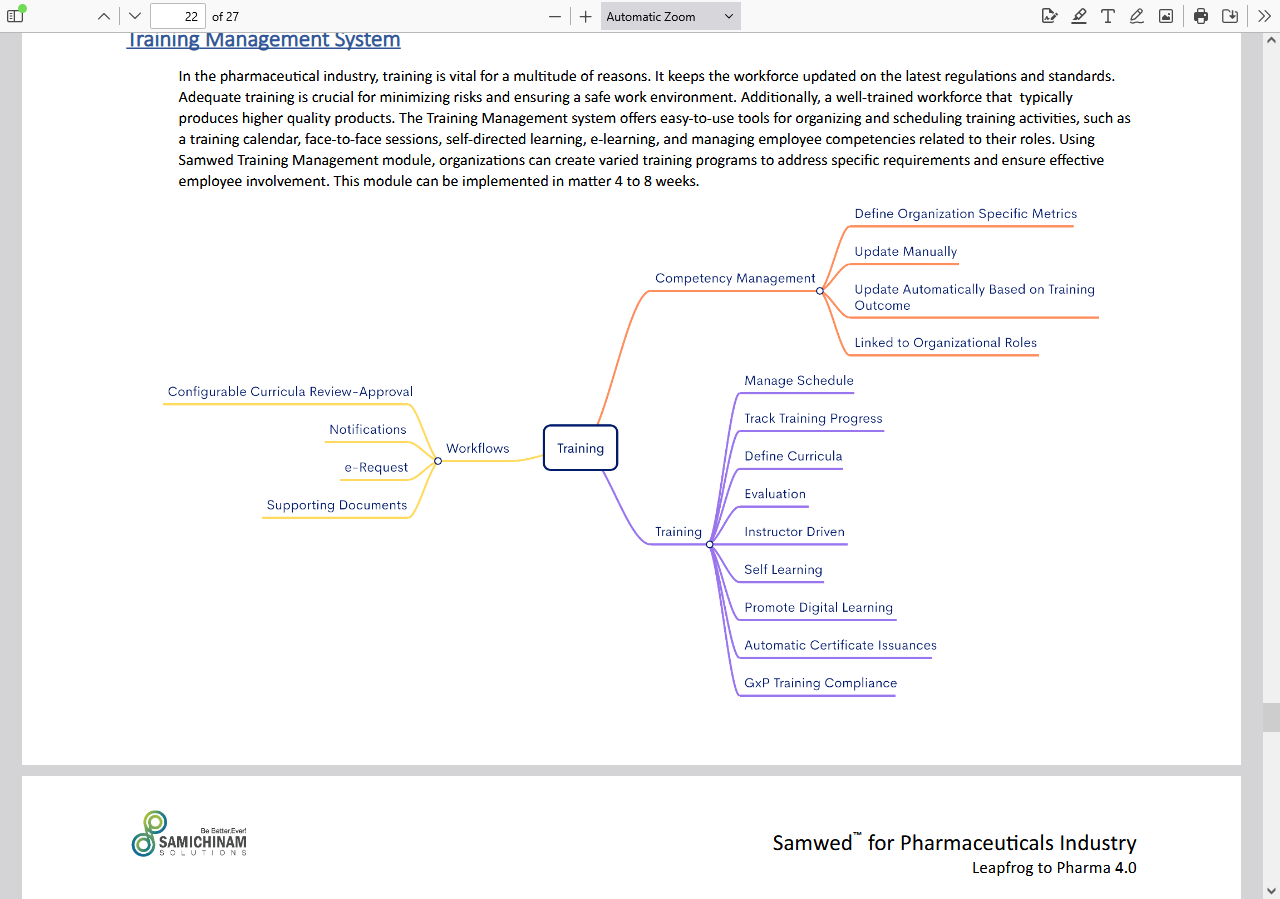 22 of 27 Automatic Zoom
Training Management System
In the pharmaceutical industry, training is vital for a multitude of reasons. It keeps the workforce updated on the latest regulations and standards.
Adequate training is crucial for minimizing risks and ensuring a safe work environment. Additionally, a well-trained workforce that  typically
produces higher quality products. The Training Management system offers easy-to-use tools for organizing and scheduling training activities, such as
a training calendar, face-to-face sessions, self-directed learning, e-learning, and managing employee competencies related to their roles. Using
Samwed Training Management module, organizations can create varied training programs to address specific requirements and ensure effective
employee involvement. This module can be implemented in matter 4 to 8 weeks.
Define Organization Specific Metrics
Update Manually
Competency Management
Update Automatically Based on Training
Outcome
Linked to Organizational Roles
Configurable Curricula Review-Approval
Notifications
e-Request
Supporting Documents
Workflows
Training
Training
Manage Schedule
Track Training Progress
Define Curricula
Evaluation
Instructor Driven
Self Learning
Promote Digital Learning
Automatic Certificate Issuances
GxP Training Compliance
Be Better.Ever!
SAMICHINAM
SOLUTIONS
Samwed™ for Pharmaceuticals Industry
Leapfrog to Pharma 4.0